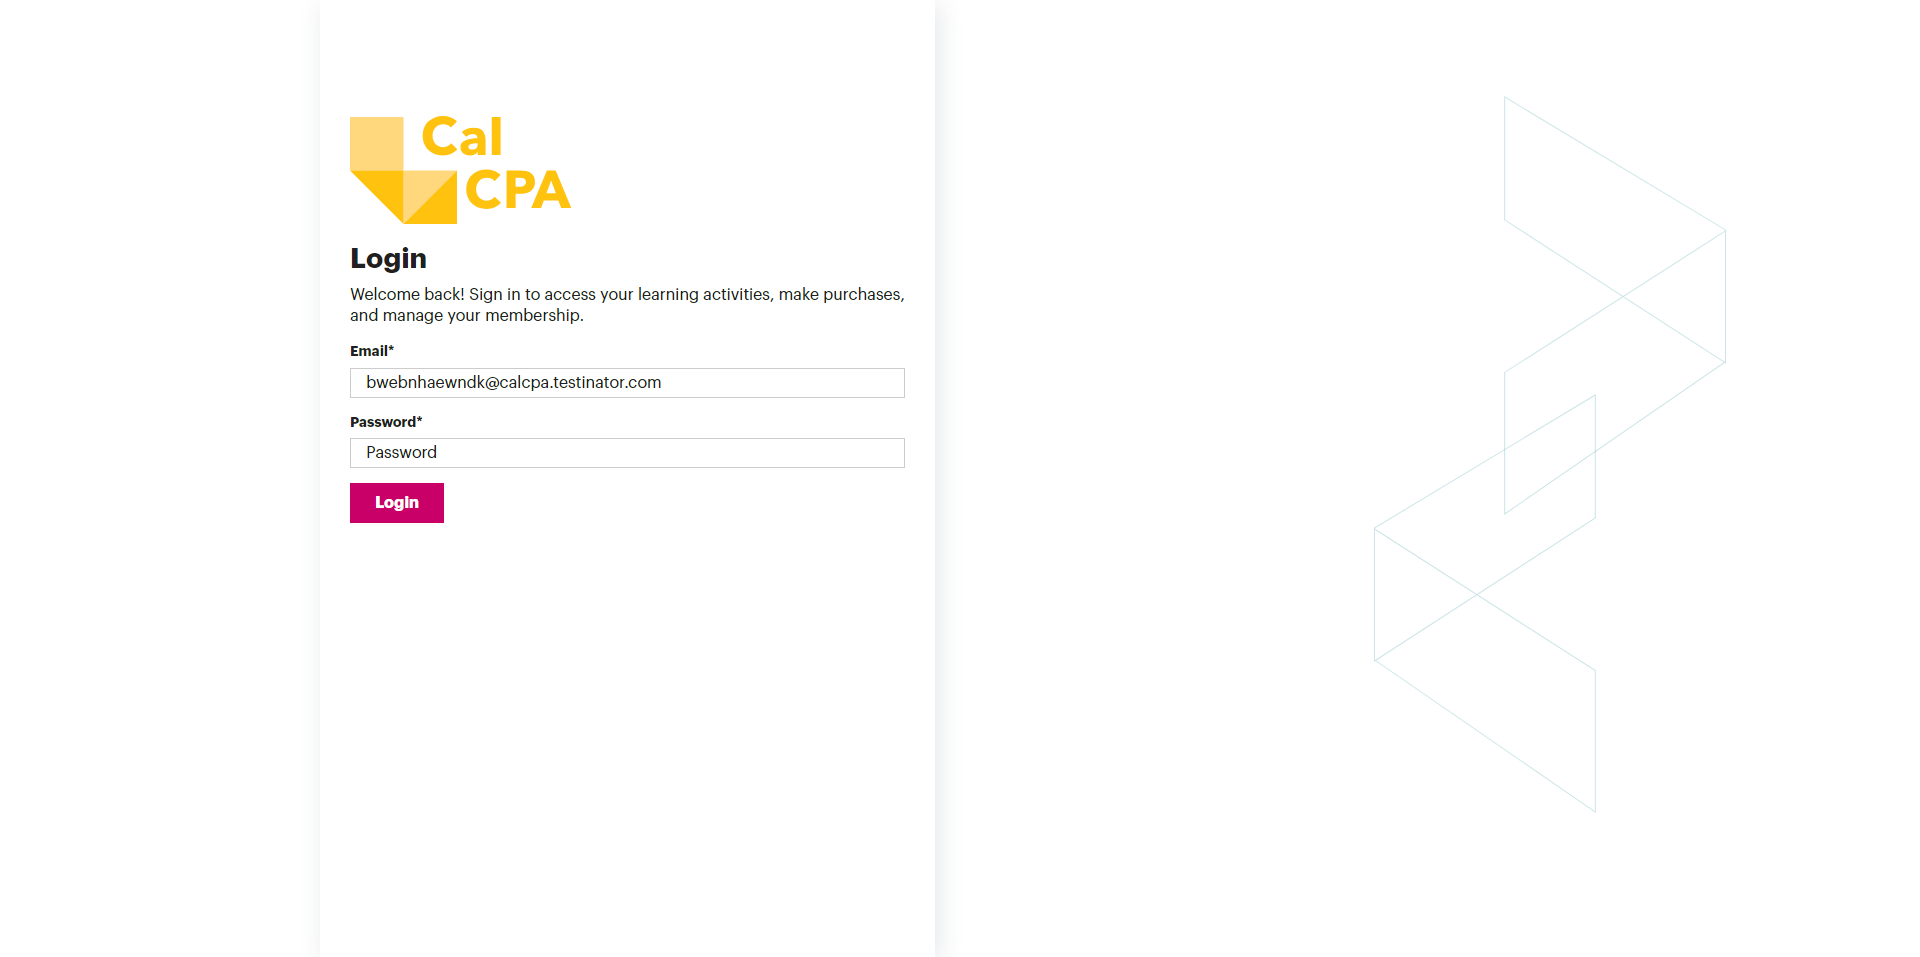 Cal
CPA
Login
Welcome back! Sign in to access your learning activities, make purchases,
and manage your membership.
Email*
bwebnhaewndk@calcpa.testinator.com
Password*
Password
Login